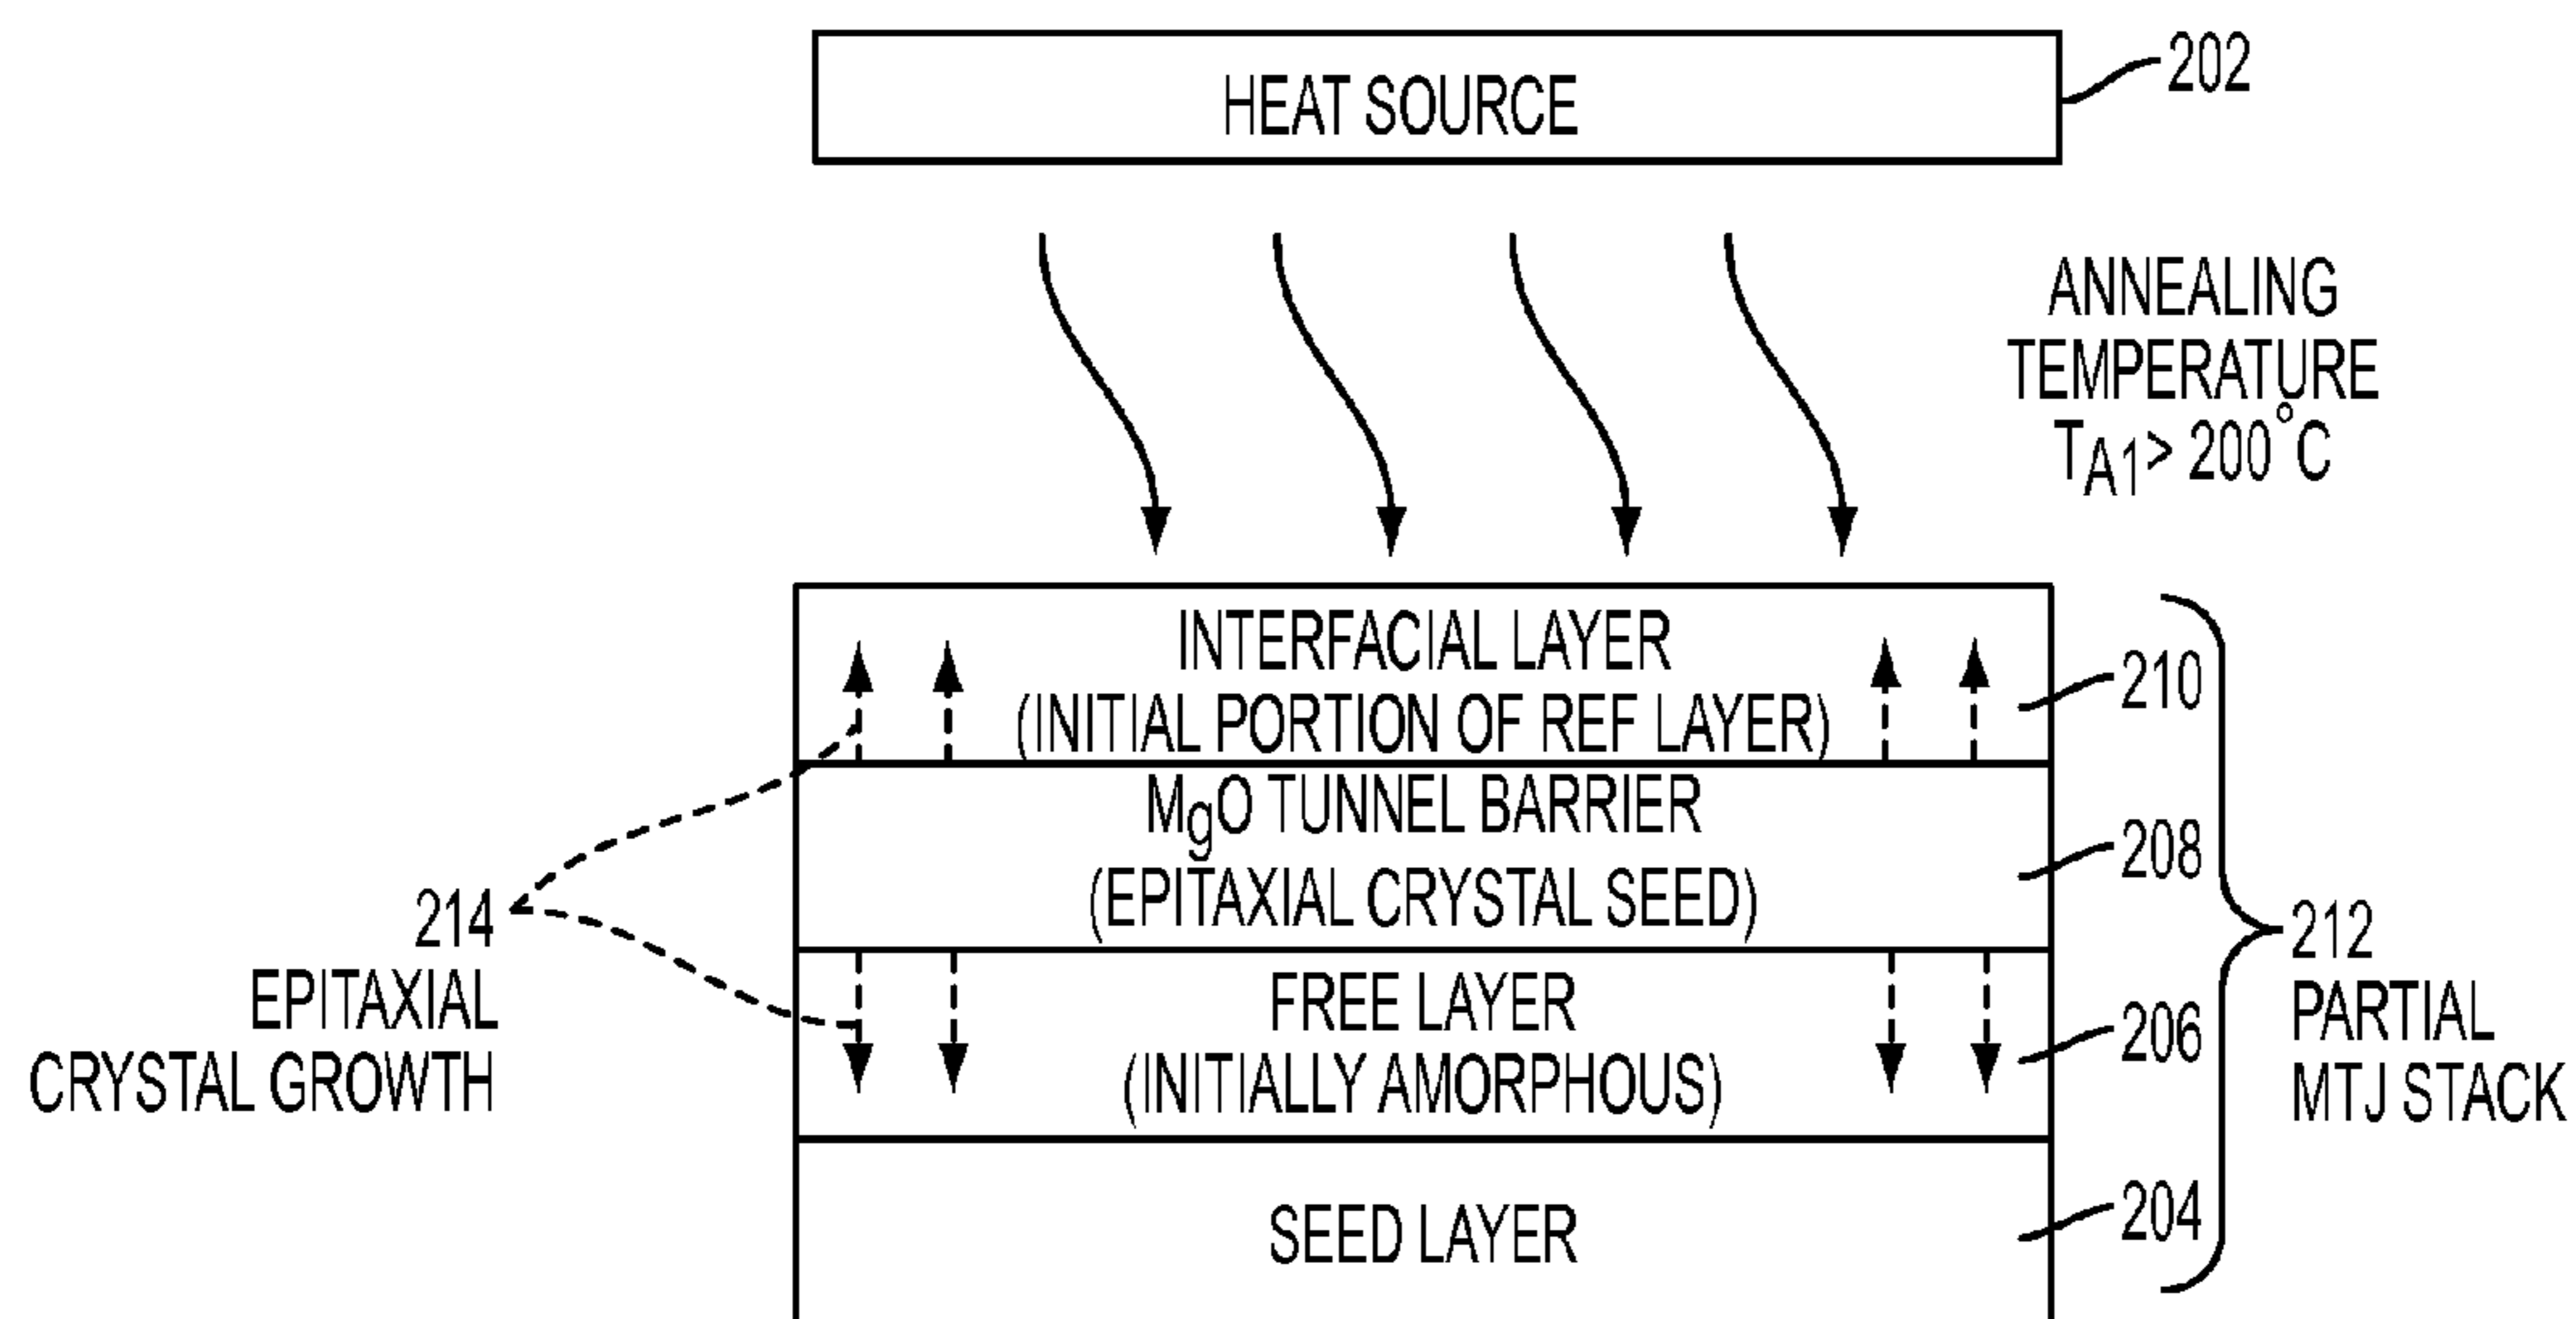 HEAT SOURCE
202
ANNEALING
TEMPERATURE
TA1> 200°C
INTERFACIAL LAYER
(INITIAL PORTION OF REF LAYER)
210
MgO TUNNEL BARRIER
(EPITAXIAL CRYSTAL SEED)
208
214
EPITAXIAL
CRYSTAL GROWTH
FREE LAYER
(INITIALLY AMORPHOUS)
206
212
PARTIAL
MTJ STACK
SEED LAYER
204